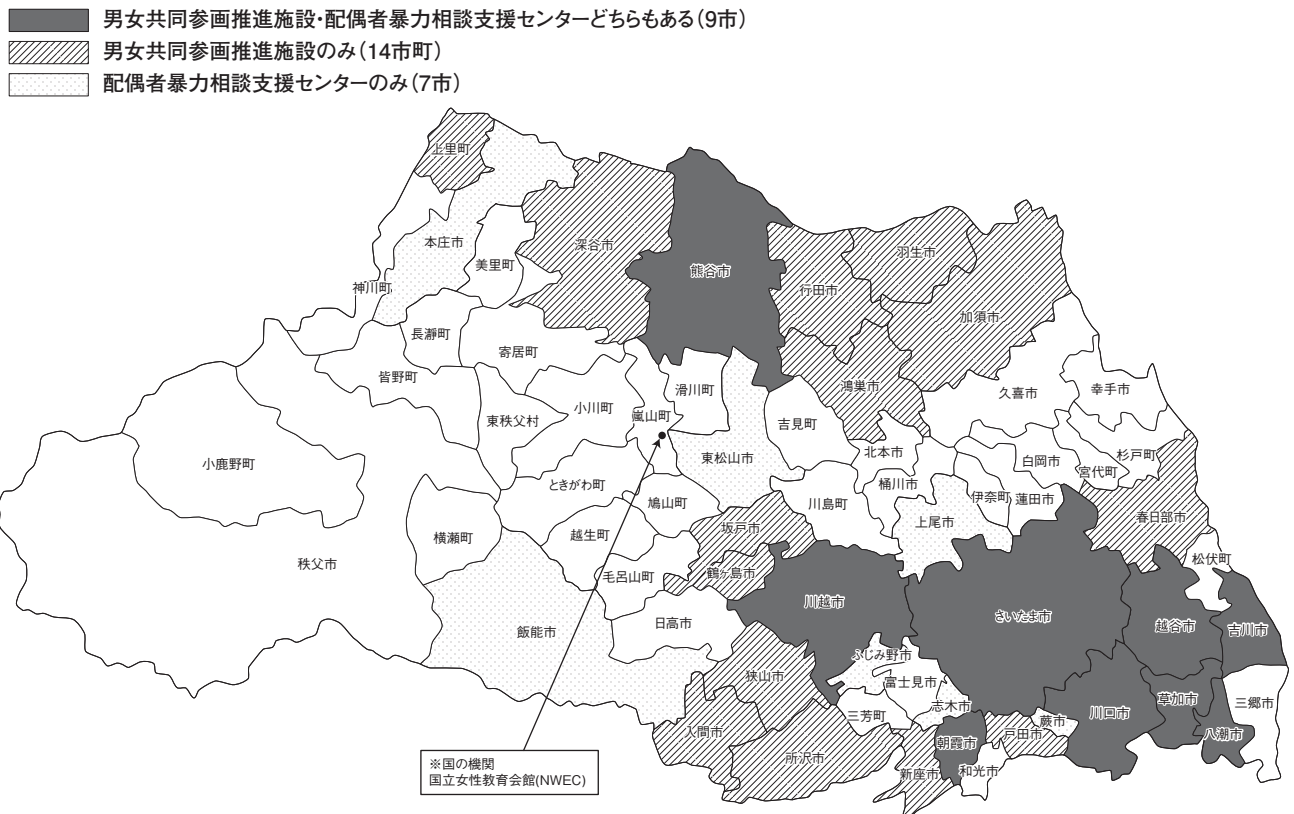 男女共同参画推進施設・配偶者暴力相談支援センターどちらもある(9市)
男女共同参画推進施設のみ(14市町)
配偶者暴力相談支援センターのみ(7市)
上里町
本庄市
美里町
神川町
深谷市
熊谷市
行田市
羽生市
加須市
長瀞町
寄居町
皆野町
東秩父村
小川町
嵐山町
滑川町
吉見町
鴻巣市
久喜市
幸手市
小鹿野町
東松山市
北本市
白岡市
杉戸町
宮代町
ときがわ町
鳩山町
川島町
桶川市
伊奈町
蓮田市
上尾市
春日部市
横瀬町
越生町
坂戸市
秩父市
毛呂山町
鶴ヶ島市
松伏町
川越市
さいたま市
越谷市
吉川市
飯能市
日高市
ふじみ野市
狭山市
富士見市
志木市
三芳町
川口市
草加市
三郷市
入間市
所沢市
新座市
朝霞市
和光市
戸田市
蕨市
八潮市
※国の機関
国立女性教育会館(NWEC)